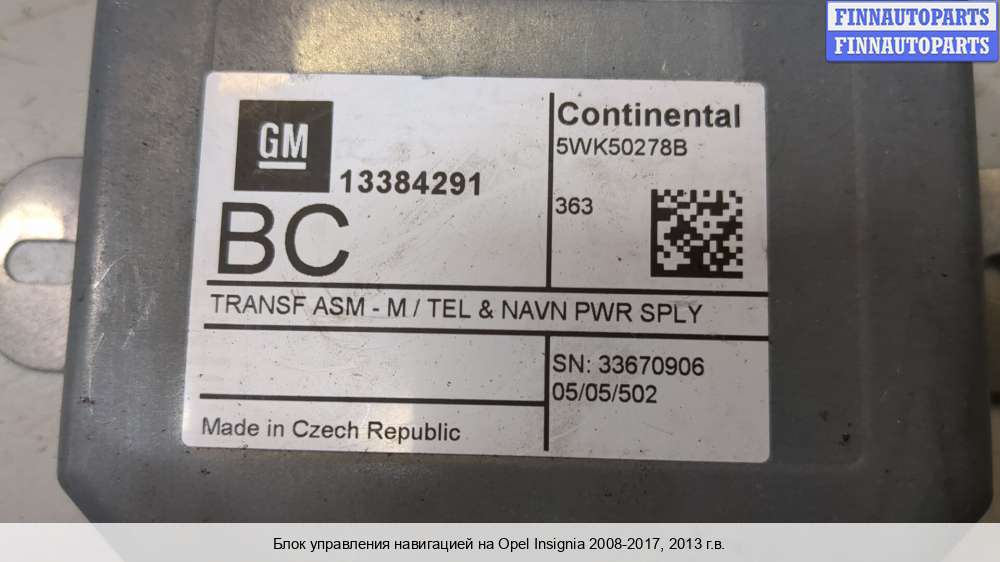 FINNAUTOPARTS
FINNAUTOPARTS
GM
13384291
BC
Continental
5WK50278B
363
TRANSF ASM - M / TEL & NAVN PWR SPLY
SN: 33670906
05/05/502
Made in Czech Republic
Блок управления навигацией на Opel Insignia 2008-2017, 2013 г.в.